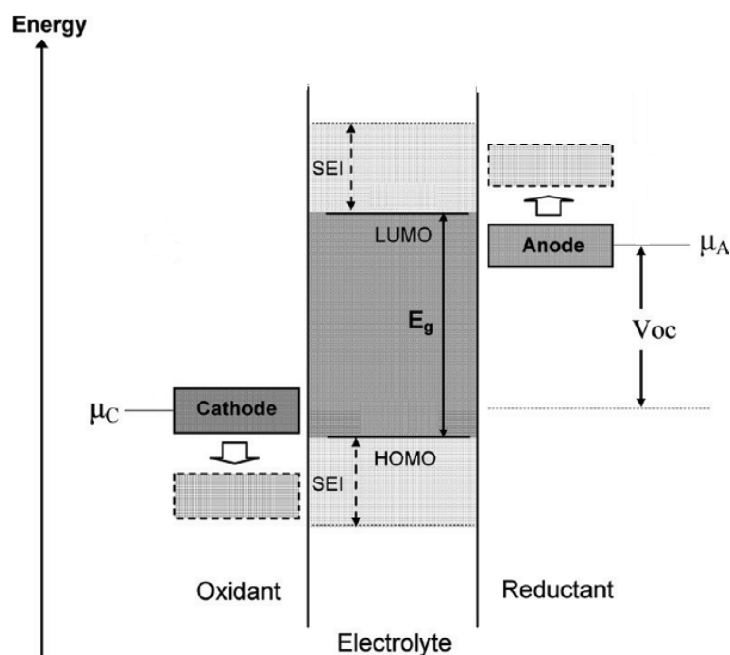 Energy
SEI
LUMO
Anode
μA
Eg
Voc
μC
Cathode
HOMO
SEI
Oxidant
Reductant
Electrolyte